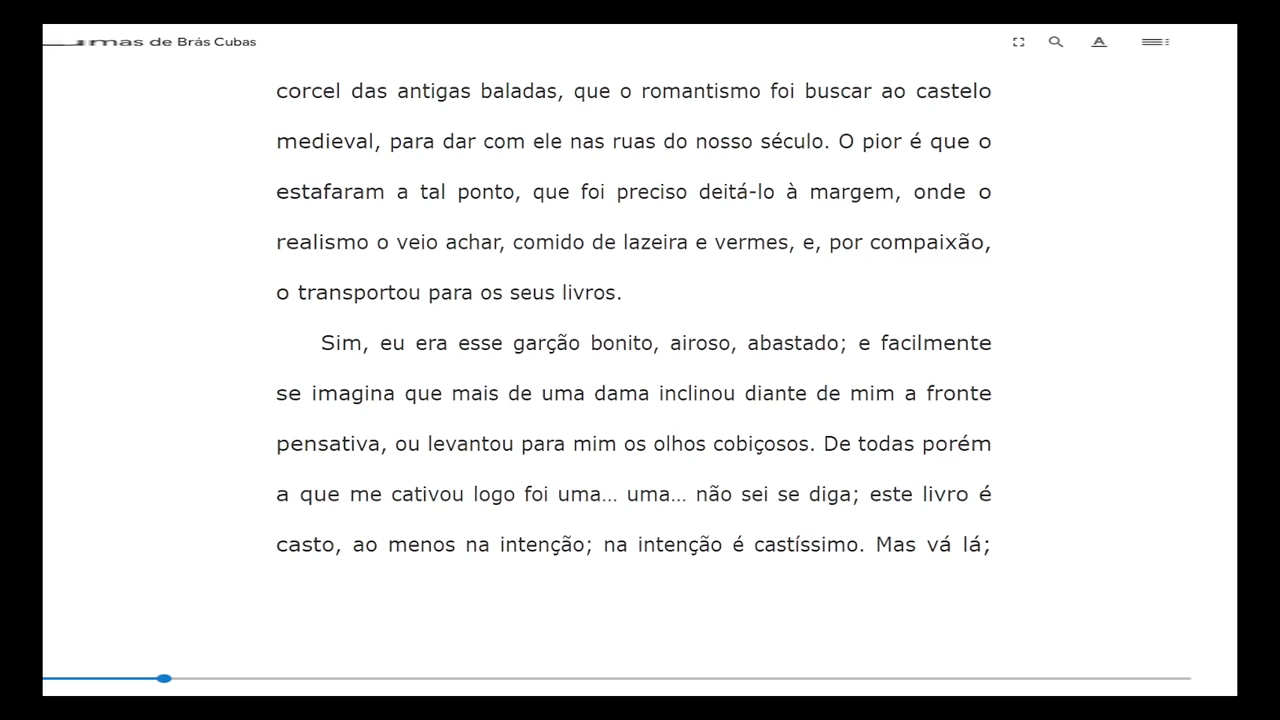 de Brás Cubas
corcel das antigas baladas, que o romantismo foi buscar ao castelo
medieval, para dar com ele nas ruas do nosso século. O pior é que o
estafaram a tal ponto, que foi preciso deitá-lo à margem, onde o
realismo o veio achar, comido de lazeira e vermes, e, por compaixão,
o transportou para os seus livros.
Sim, eu era esse garção bonito, airoso, abastado; e facilmente
se imagina que mais de uma dama inclinou diante de mim a fronte
pensativa, ou levantou para mim os olhos cobiçosos. De todas porém
a que me cativou logo foi uma... uma... não sei se diga; este livro é
casto, ao menos na intenção; na intenção é castíssimo. Mas vá lá;